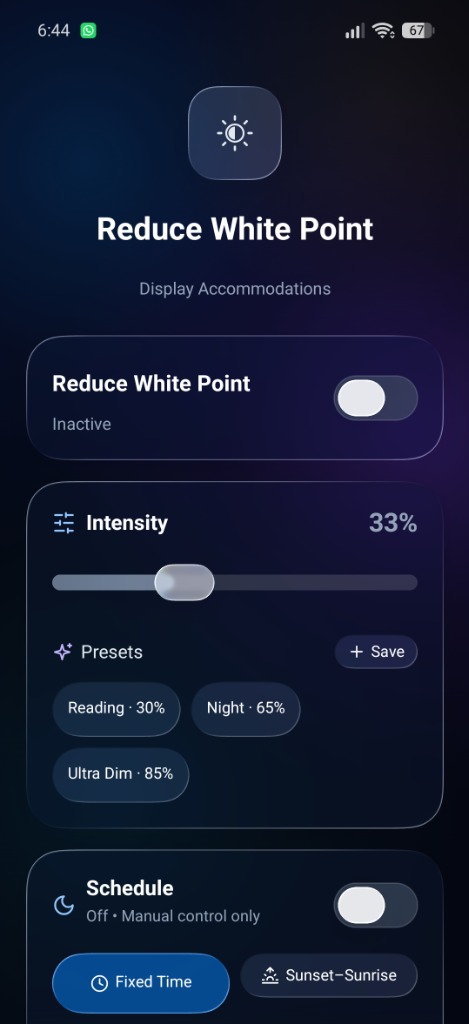 6:44
67
Reduce White Point
Display Accommodations
Reduce White Point
Inactive
Intensity
33%
Presets
+ Save
Reading · 30%
Night · 65%
Ultra Dim · 85%
Schedule
Off • Manual control only
Fixed Time
Sunset–Sunrise